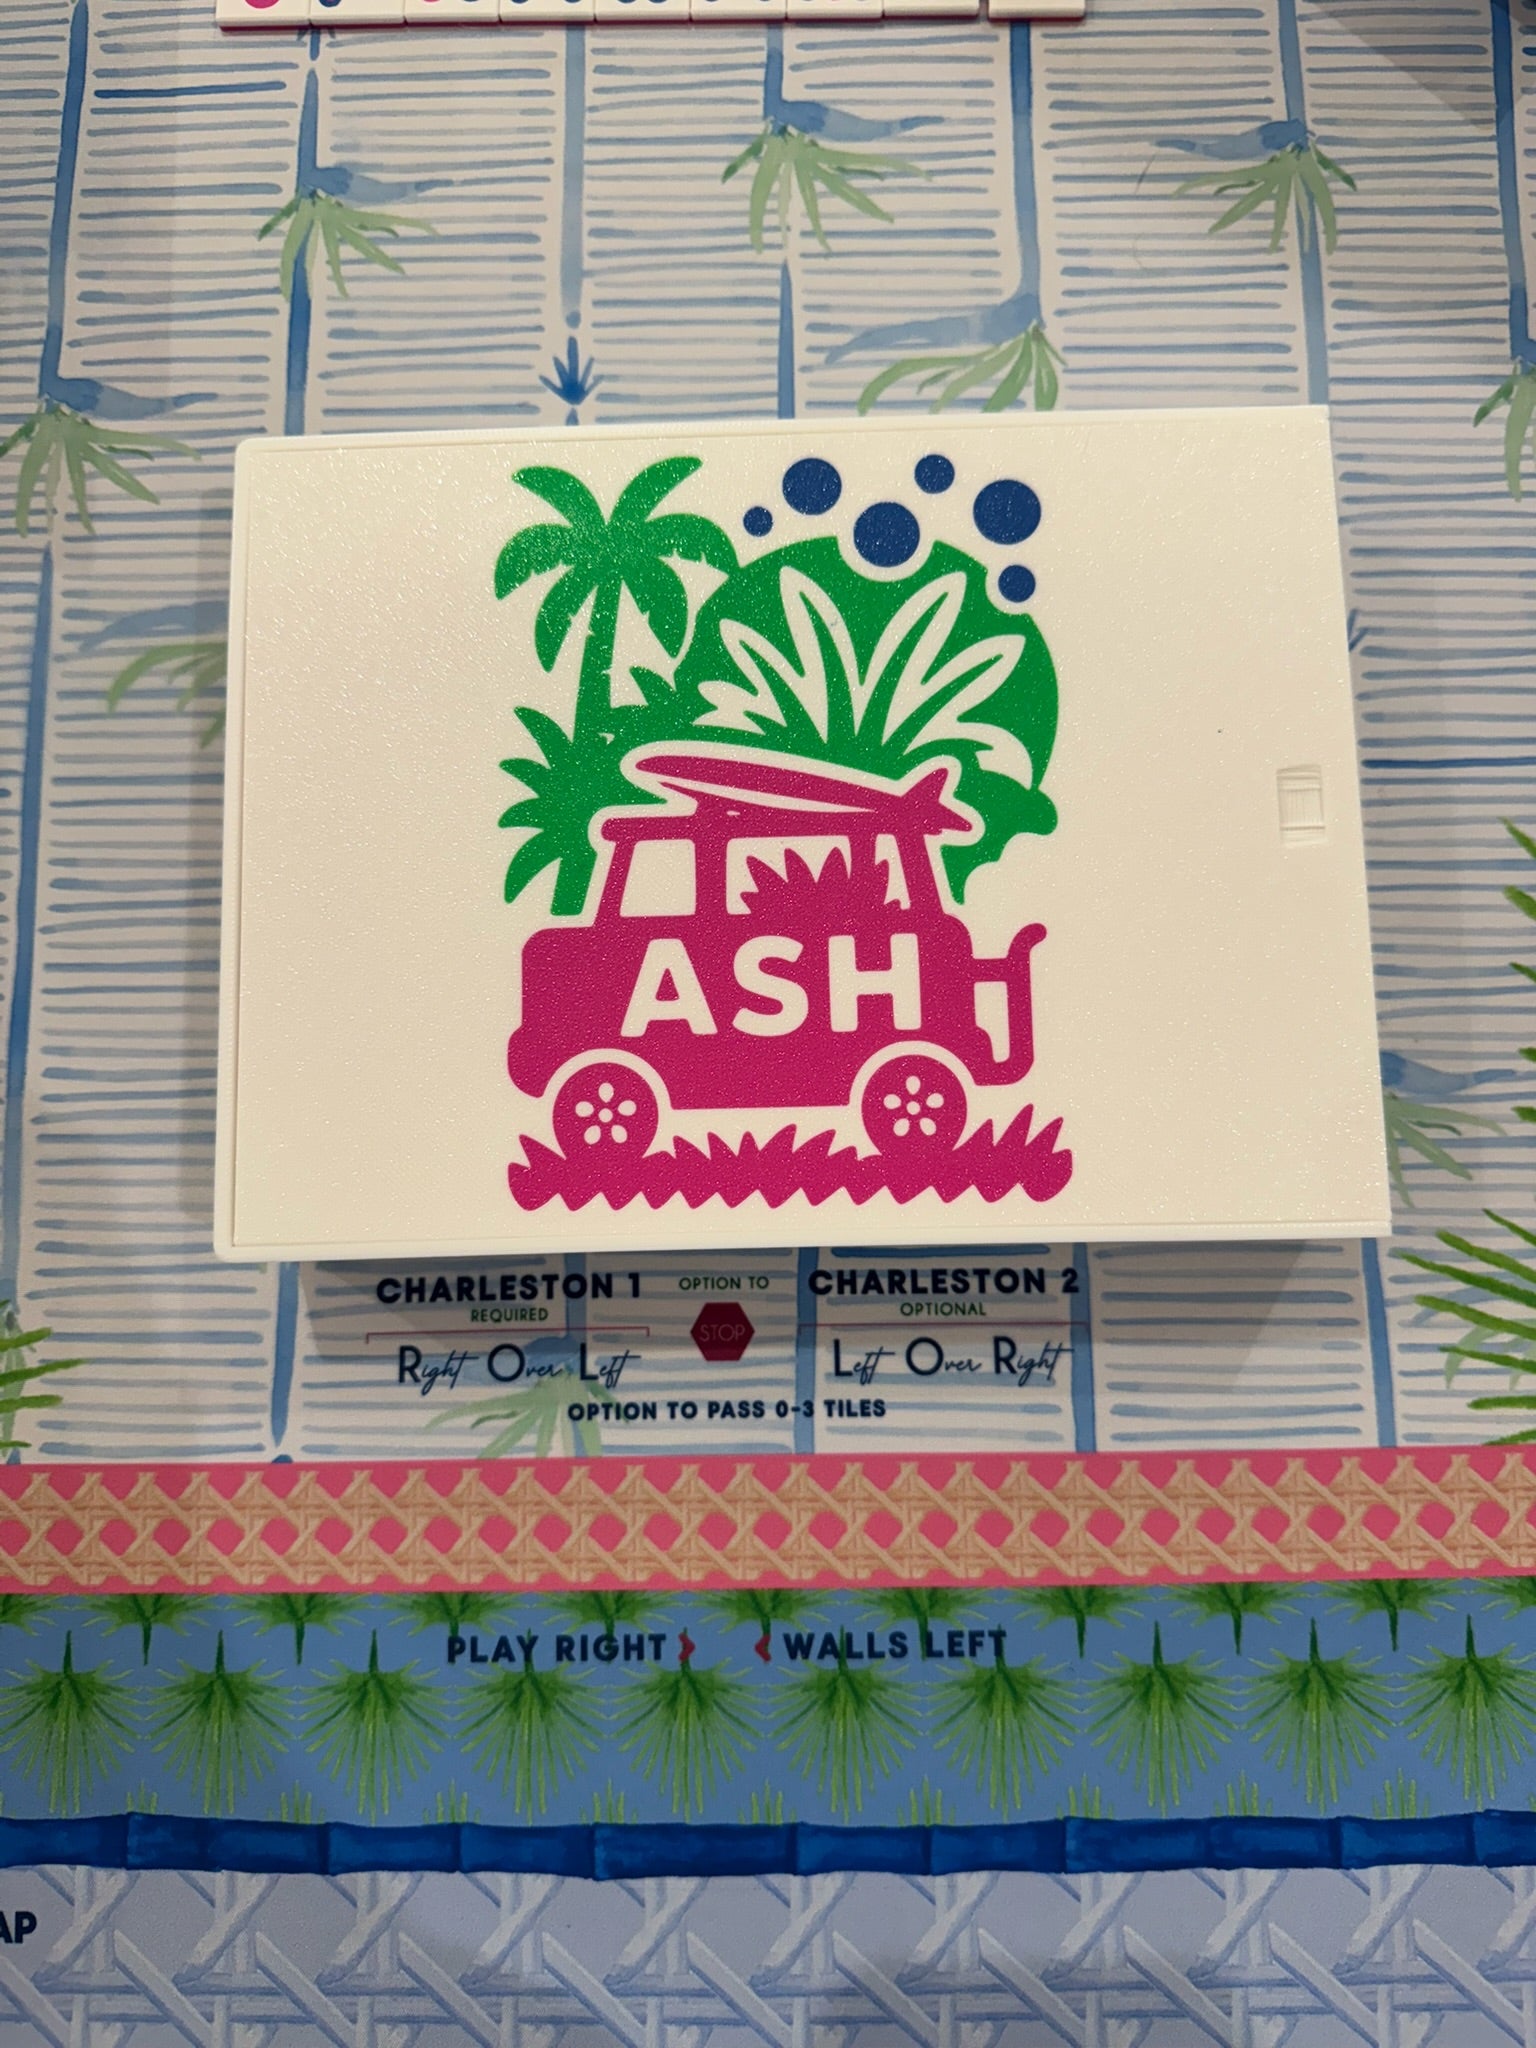 ASH
CHARLESTON 1
OPTION TO
CHARLESTON 2
REQUIRED
STOP
OPTIONAL
Right Over Left
Left Over Right
OPTION TO PASS 0-3 TILES
PLAY RIGHT > < WALLS LEFT
AP